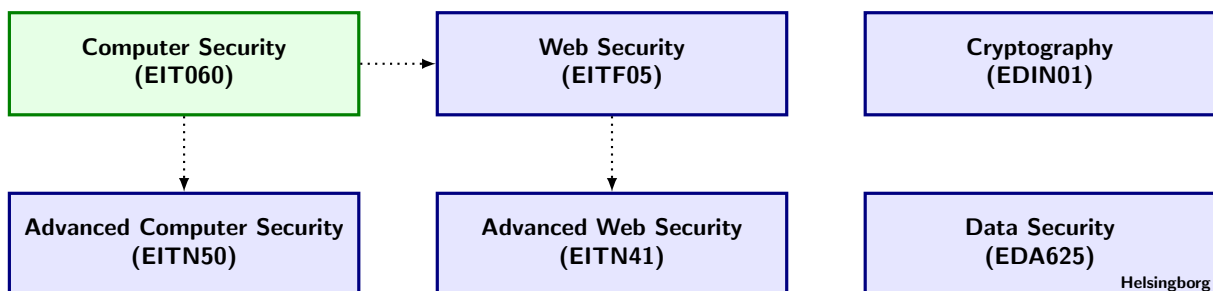 Computer Security
(EIT060)
Web Security
(EITF05)
Cryptography
(EDIN01)
Advanced Computer Security
(EITN50)
Advanced Web Security
(EITN41)
Data Security
(EDA625)
Helsingborg